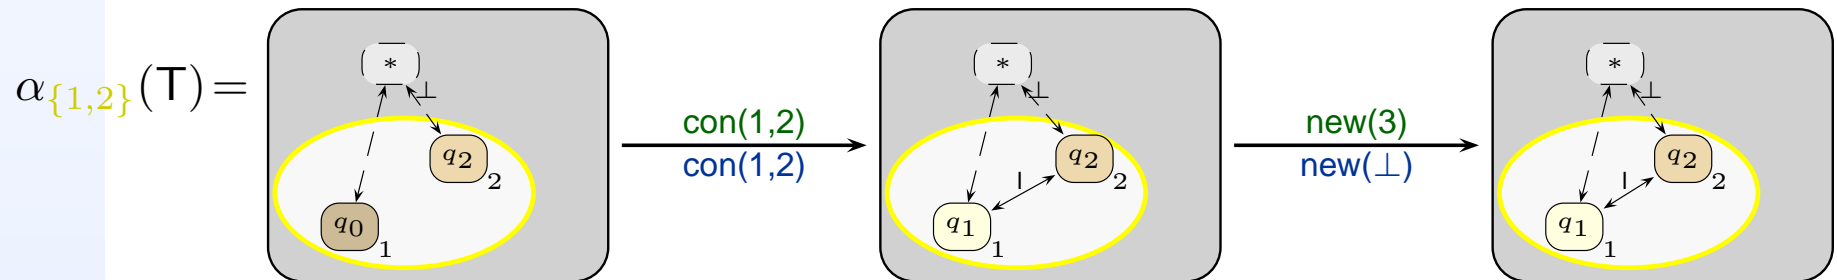 α{1,2}(T) =
*
⊥
q2
2
q0
1
con(1,2)
con(1,2)
*
⊥
q2
2
l
q1
1
new(3)
new(⊥)
*
⊥
q2
2
l
q1
1